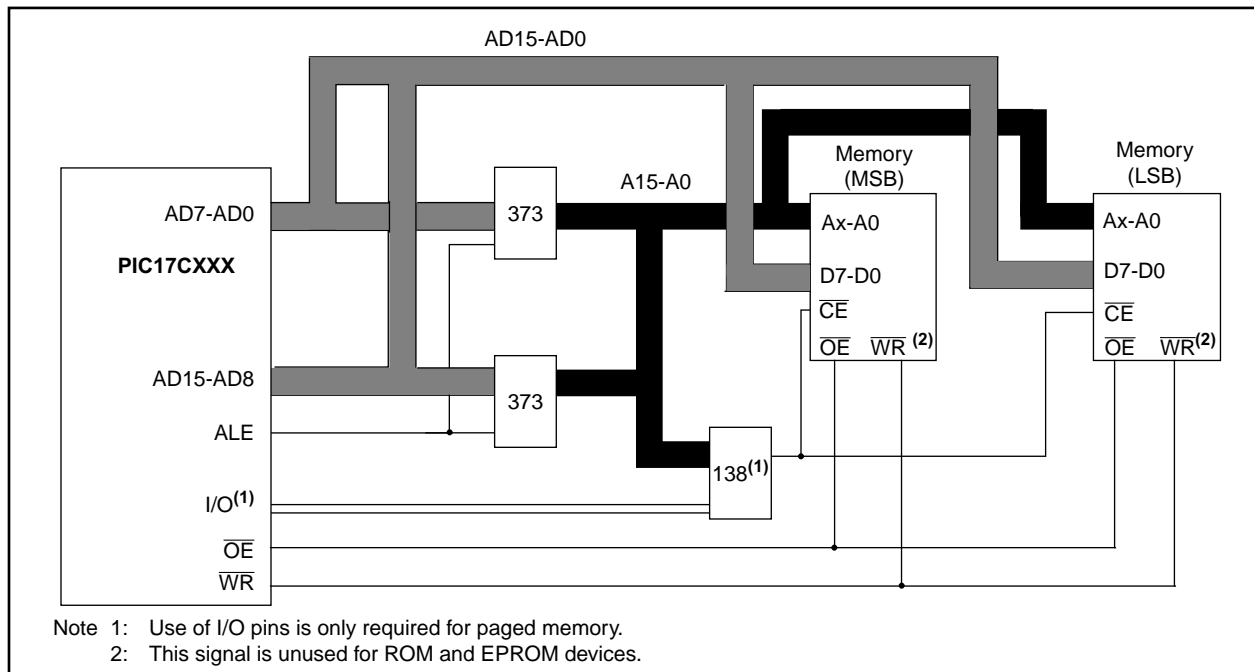 AD15-AD0
Memory
(MSB)
Memory
(LSB)
A15-A0
AD7-AD0
373
Ax-A0
Ax-A0
PIC17CXXX
D7-D0
D7-D0
CE
CE
OE WR(2)
OE WR(2)
AD15-AD8
373
ALE
138(1)
I/O(1)
OE
WR
Note 1: Use of I/O pins is only required for paged memory.
2: This signal is unused for ROM and EPROM devices.